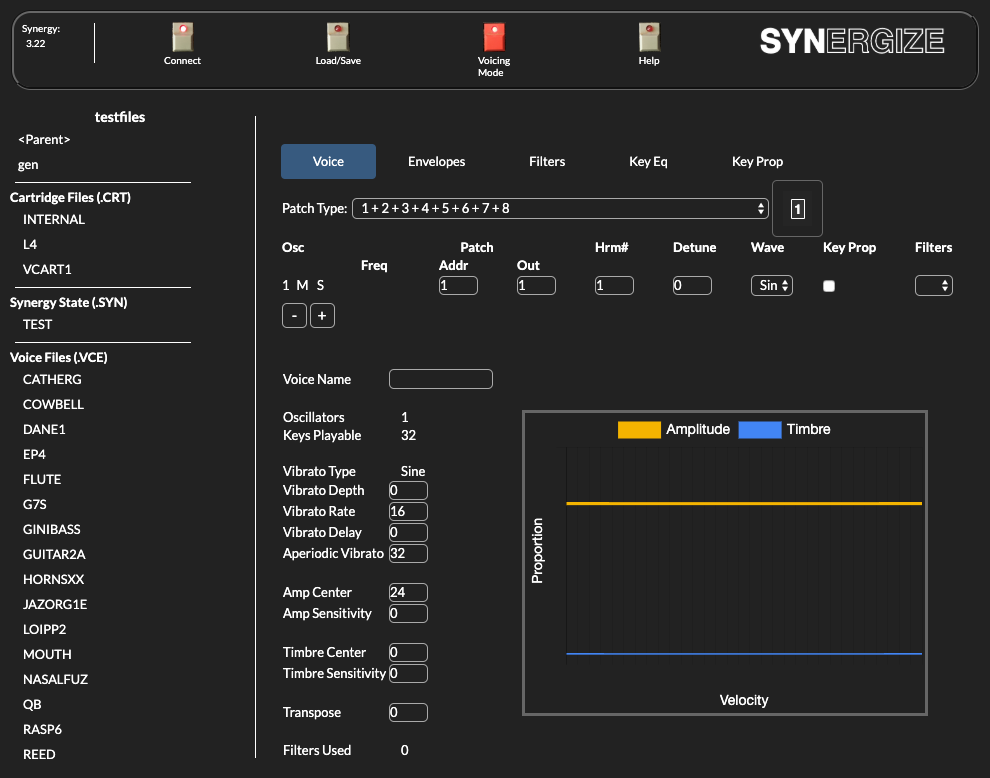 Synergy:
3.22
Connect
Load/Save
Voicing
Mode
Help
SYNERGIZE
testfiles
<Parent>
gen
Cartridge Files (.CRT)
INTERNAL
L4
VCART1
Synergy State (.SYN)
TEST
Voice Files (.VCE)
CATHERG
COWBELL
DANE1
EP4
FLUTE
G7S
GINIBASS
GUITAR2A
HORNSXX
JAZORG1E
LOIPP2
MOUTH
NASALFUZ
QB
RASP6
REED
Voice Envelopes Filters Key Eq Key Prop
Patch Type: 1 + 2 + 3 + 4 + 5 + 6 + 7 + 8 1
Osc Patch Hrm# Detune Wave Key Prop Filters
Freq Addr Out
1 M S 1 1 1 0 Sin
- +
Voice Name
Oscillators 1
Keys Playable 32
Vibrato Type Sine
Vibrato Depth 0
Vibrato Rate 16
Vibrato Delay 0
Aperiodic Vibrato 32
Amp Center 24
Amp Sensitivity 0
Timbre Center 0
Timbre Sensitivity 0
Transpose 0
Filters Used 0
Amplitude Timbre
Proportion
Velocity